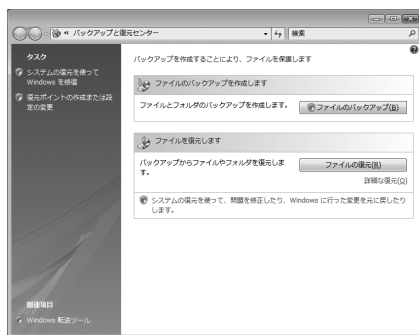 « バックアップと復元センター
検索
タスク
システムの復元を使って
Windows を修復
復元ポイントの作成または設
定の変更
関連項目
Windows 転送ツール
バックアップを作成することにより、ファイルを保護します
ファイルのバックアップを作成します
ファイルとフォルダのバックアップを作成します。
ファイルのバックアップ(B)
ファイルを復元します
バックアップからファイルやフォルダを復元しま
す。
ファイルの復元(R)
詳細な復元(O)
システムの復元を使って、問題を修正したり、Windows に行った変更を元に戻したり
します。